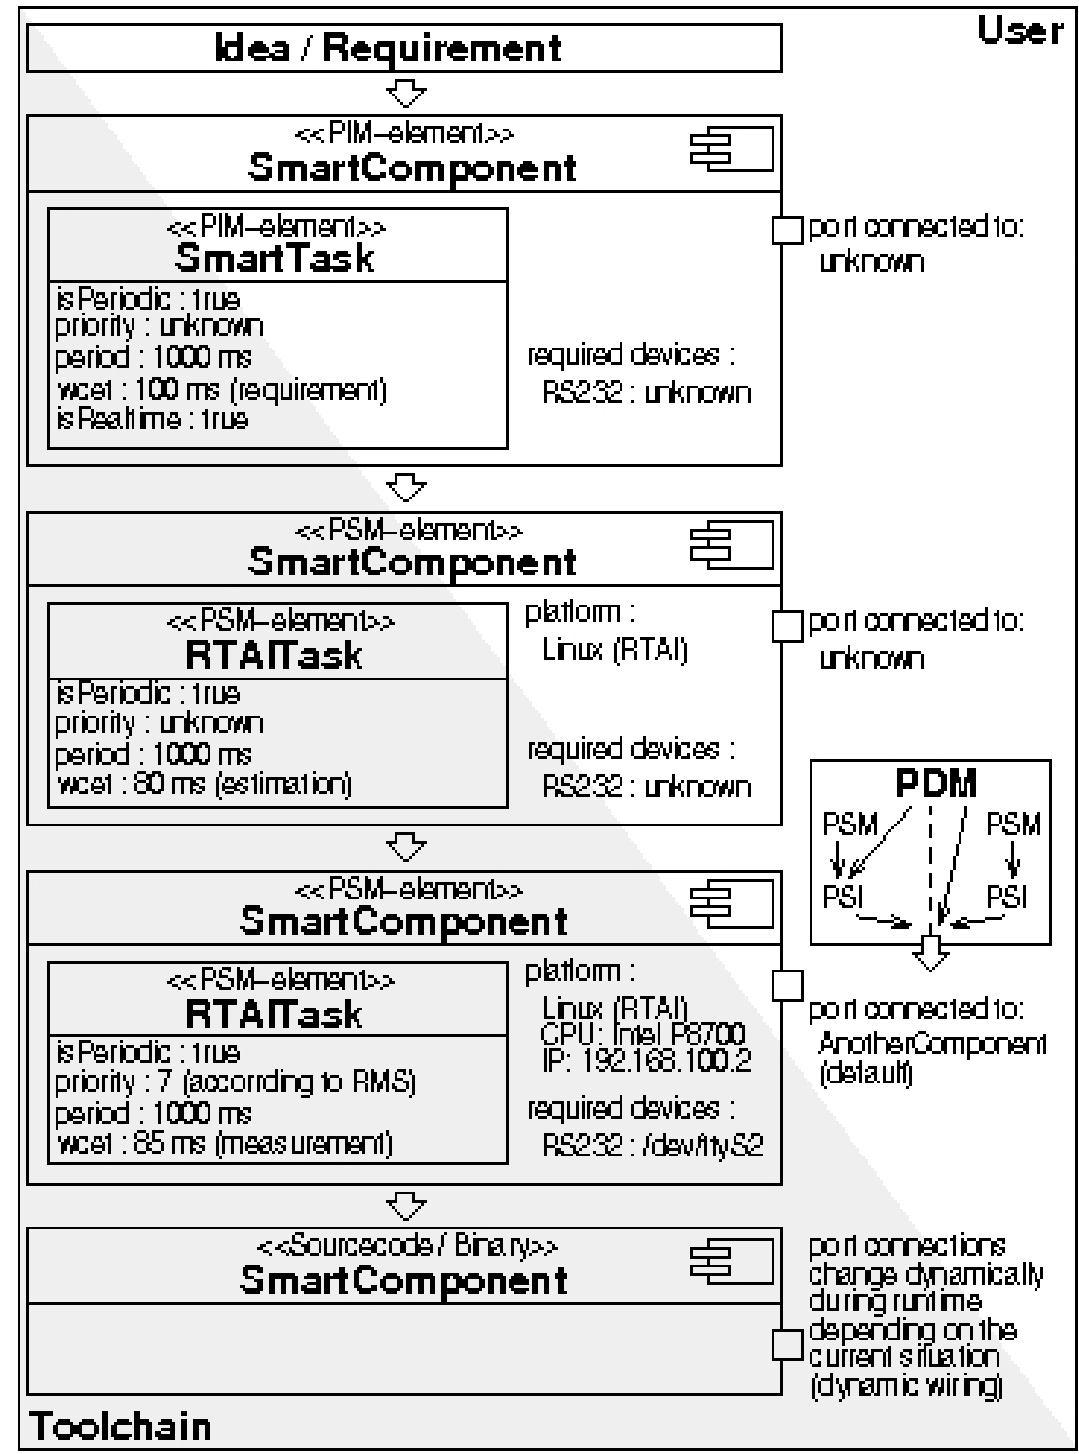 User
Idea / Requirement
<<PIM-element>>
SmartComponent
<<PIM-element>>
SmartTask
isPeriodic : true
priority : unknown
period : 1000 ms
wcet : 100 ms (requirement)
isRealtime : true
required devices :
RS232 : unknown
port connected to:
unknown
<<PSM-element>>
SmartComponent
<<PSM-element>>
RTAITask
isPeriodic : true
priority : unknown
period : 1000 ms
wcet : 80 ms (estimation)
platform :
Linux (RTAI)
required devices :
RS232 : unknown
port connected to:
unknown
PDM
PSM PSM
PSI PSI
<<PSM-element>>
SmartComponent
<<PSM-element>>
RTAITask
isPeriodic : true
priority : 7 (according to RMS)
period : 1000 ms
wcet : 85 ms (measurement)
platform :
Linux (RTAI)
CPU: Intel P8700
IP: 192.168.100.2
required devices :
RS232 : /dev/ttyS2
port connected to:
AnotherComponent
(default)
<<Sourcecode / Binary>>
SmartComponent
port connections
change dynamically
during runtime
depending on the
current situation
(dynamic wiring)
Toolchain